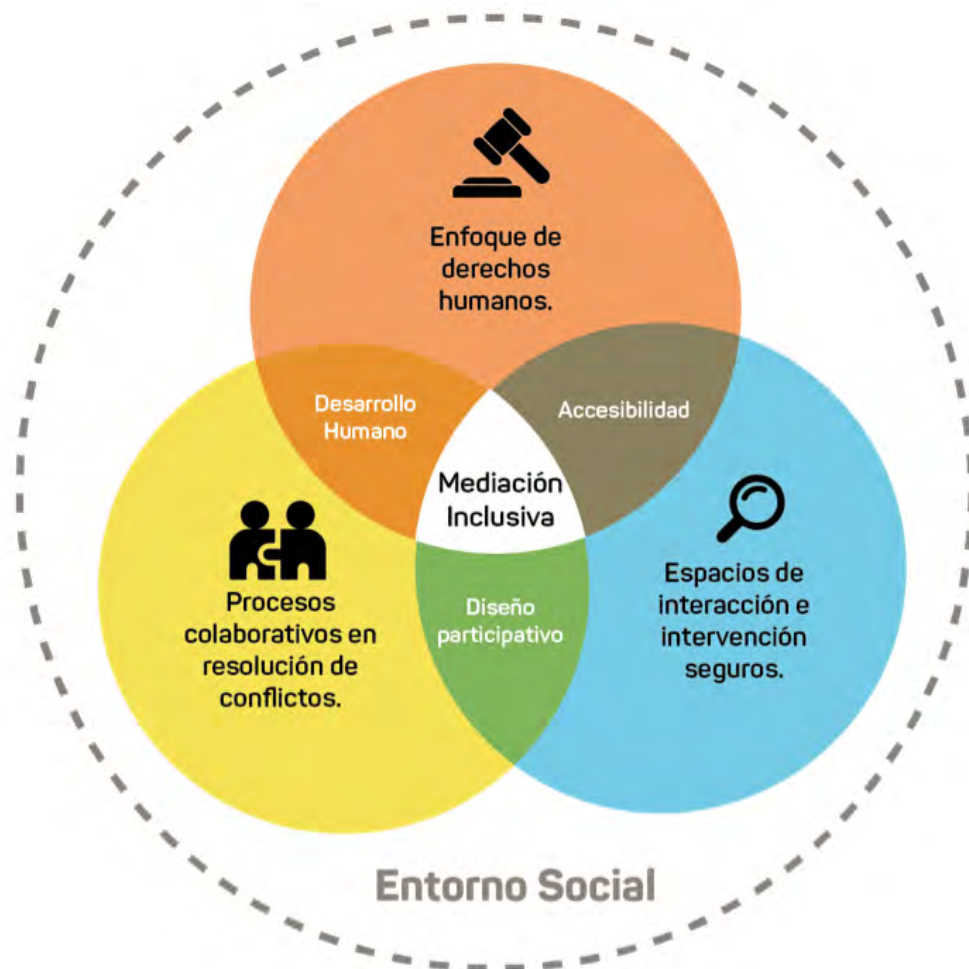 Enfoque de
derechos
humanos.
Desarrollo
Humano
Accesibilidad
Mediación
Inclusiva
Procesos
colaborativos en
resolución de
conflictos.
Diseño
participativo
Espacios de
interacción e
intervención
seguros.
Entorno Social